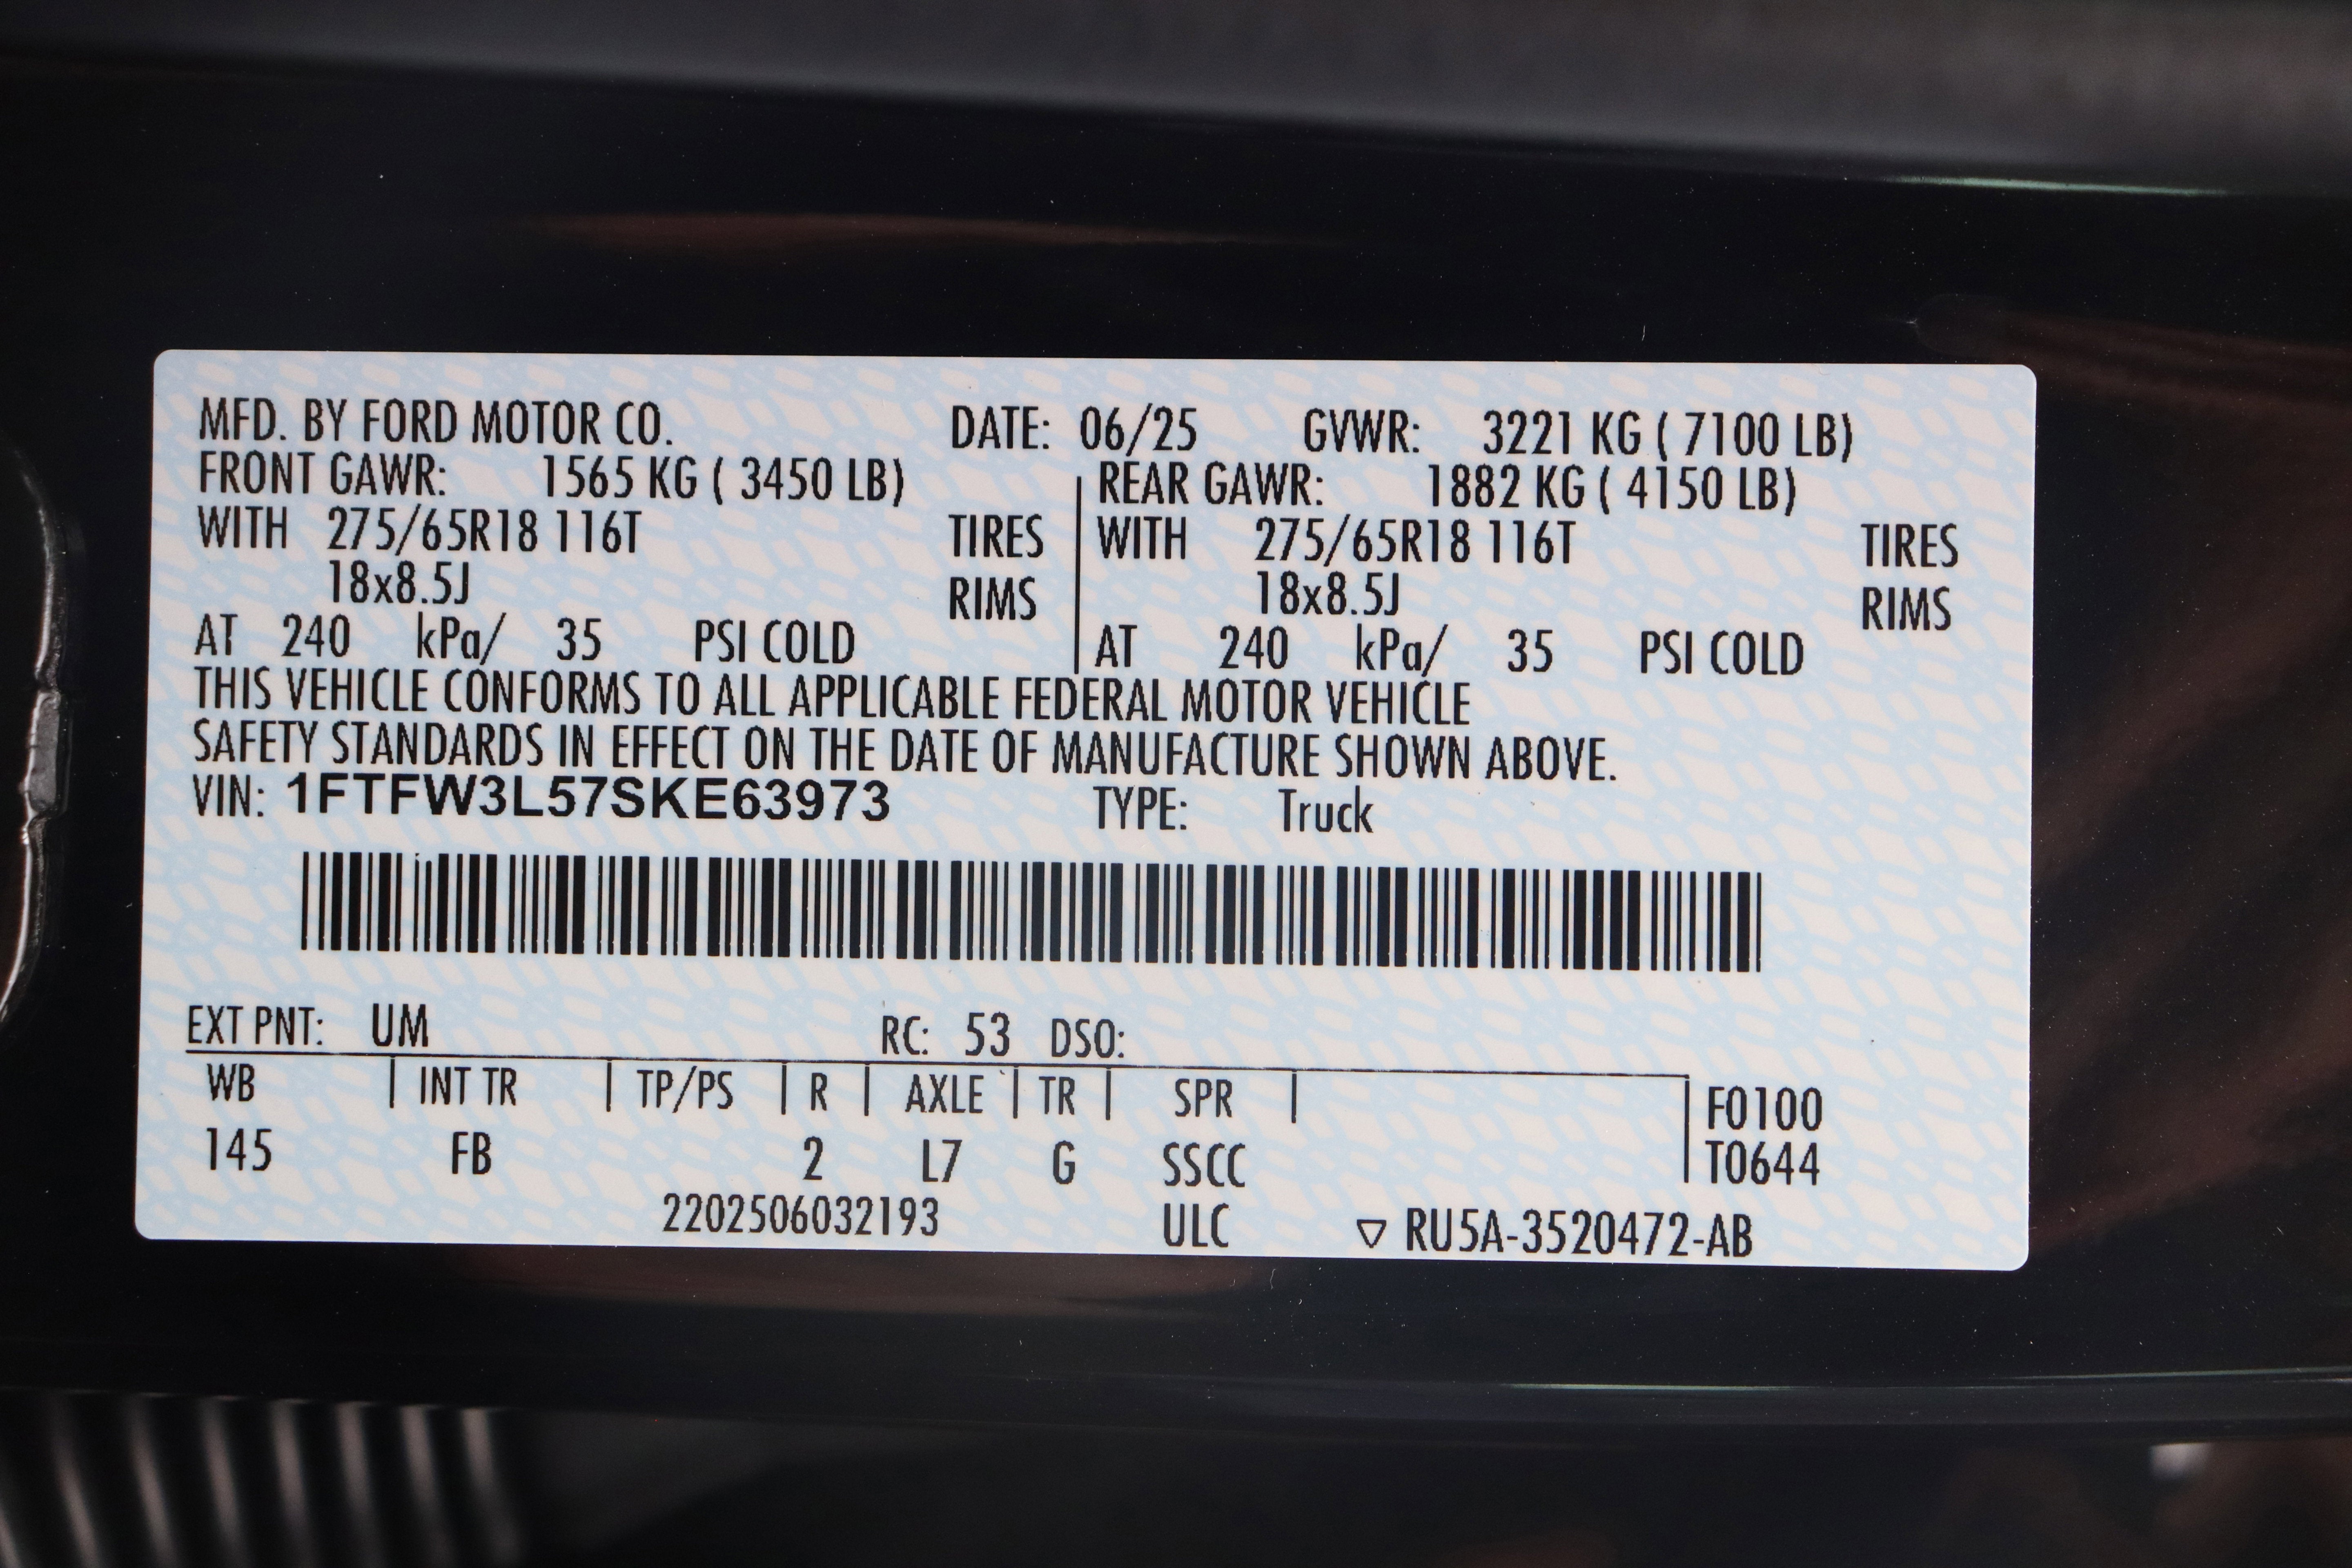 MFD. BY FORD MOTOR CO. DATE: 06/25 GVWR: 3221 KG ( 7100 LB)
FRONT GAWR: 1565 KG ( 3450 LB) REAR GAWR: 1882 KG ( 4150 LB)
WITH 275/65R18 116T TIRES WITH 275/65R18 116T TIRES
18x8.5J RIMS 18x8.5J RIMS
AT 240 kPa/ 35 PSI COLD AT 240 kPa/ 35 PSI COLD
THIS VEHICLE CONFORMS TO ALL APPLICABLE FEDERAL MOTOR VEHICLE
SAFETY STANDARDS IN EFFECT ON THE DATE OF MANUFACTURE SHOWN ABOVE.
VIN: 1FTFW3L57SKE63973 TYPE: Truck
EXT PNT: UM RC: 53 DSO:
WB INT TR TP/PS R AXLE TR SPR F0100
145 FB 2 L7 G SSCC T0644
2202506032193 ULC ▽ RU5A-3520472-AB